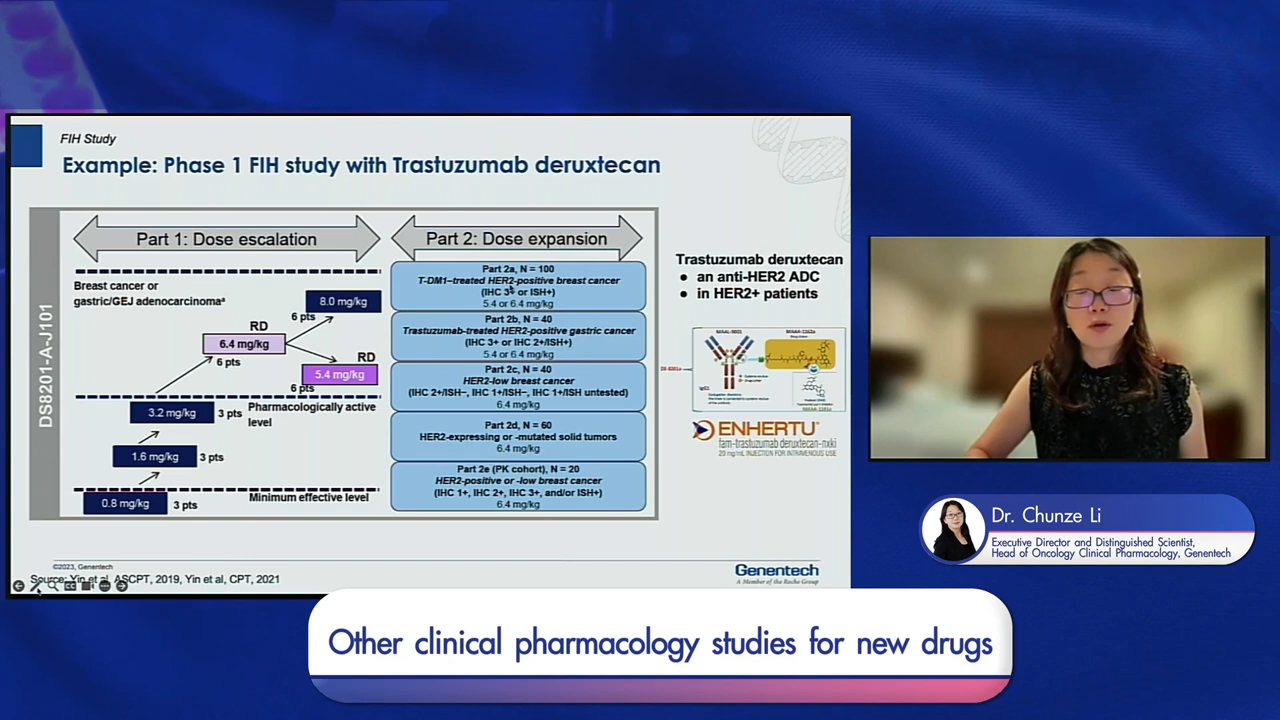 FIH Study
Example: Phase 1 FIH study with Trastuzumab deruxtecan
DS8201-A-J101
Part 1: Dose escalation
Breast cancer or
gastric/GEJ adenocarcinomaª
8.0 mg/kg
6 pts
RD
6.4 mg/kg
6 pts
RD
5.4 mg/kg
6 pts
3.2 mg/kg
3 pts
Pharmacologically active
level
1.6 mg/kg
3 pts
Minimum effective level
0.8 mg/kg
3 pts
Part 2: Dose expansion
Part 2a, N = 100
T-DM1–treated HER2-positive breast cancer
(IHC 3+ or ISH+)
5.4 or 6.4 mg/kg
Part 2b, N = 40
Trastuzumab-treated HER2-positive gastric cancer
(IHC 3+ or IHC 2+/ISH+)
5.4 or 6.4 mg/kg
Part 2c, N = 40
HER2-low breast cancer
(IHC 2+/ISH−, IHC 1+/ISH−, IHC 1+/ISH untested)
6.4 mg/kg
Part 2d, N = 60
HER2-expressing or -mutated solid tumors
6.4 mg/kg
Part 2e (PK cohort), N = 20
HER2-positive or -low breast cancer
(IHC 1+, IHC 2+, IHC 3+, and/or ISH+)
6.4 mg/kg
Trastuzumab deruxtecan
● an anti-HER2 ADC
● in HER2+ patients
ENHERTU®
fam-trastuzumab deruxtecan-nxki
20 mg/mL INJECTION FOR INTRAVENOUS USE
©2023, Genentech
Source: Yin et al, ASCPT, 2019, Yin et al, CPT, 2021
Genentech
A Member of the Roche Group
Dr. Chunze Li
Executive Director and Distinguished Scientist,
Head of Oncology Clinical Pharmacology, Genentech
Other clinical pharmacology studies for new drugs